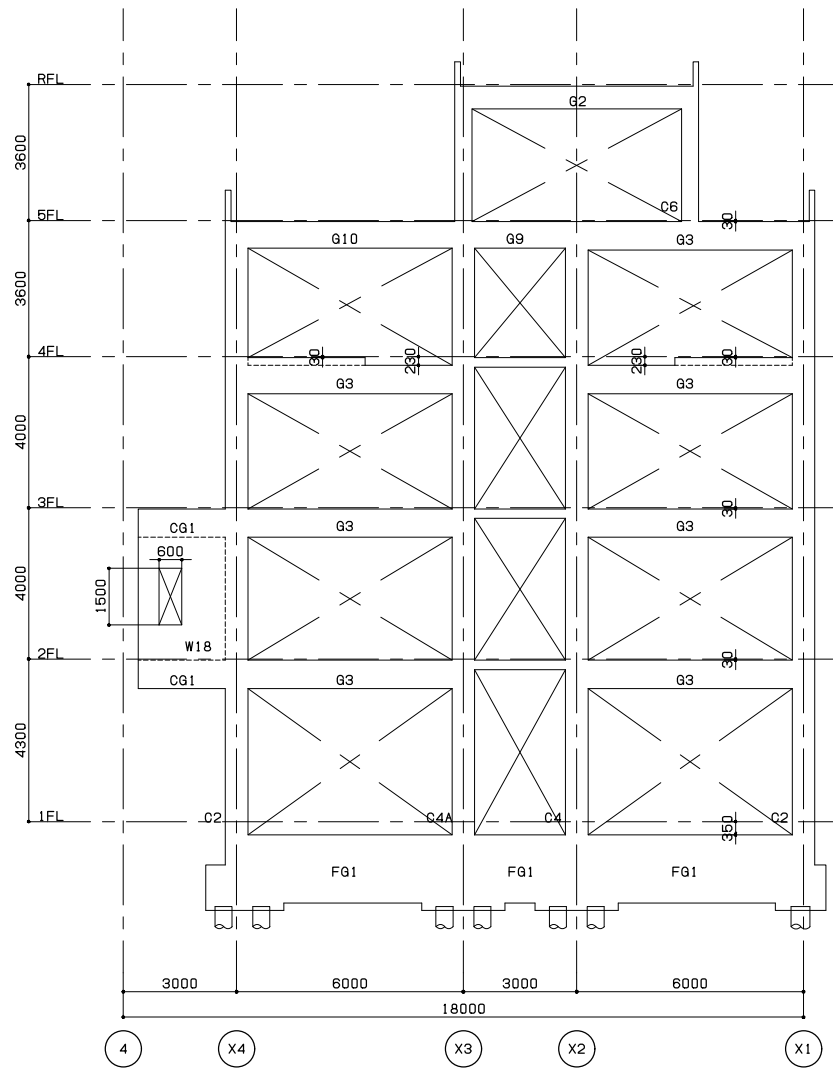 RFL
G2
3600
C6
5FL
30
G10 G9 G3
3600
4FL
30 230 230 30
G3 G3
4000
3FL
30
CG1 G3 G3
600
4000
1500
W18
2FL
30
CG1 G3 G3
4300
1FL
C2 C4A C4 C2
350
FG1 FG1 FG1
3000 6000 3000 6000
18000
4 X4 X3 X2 X1